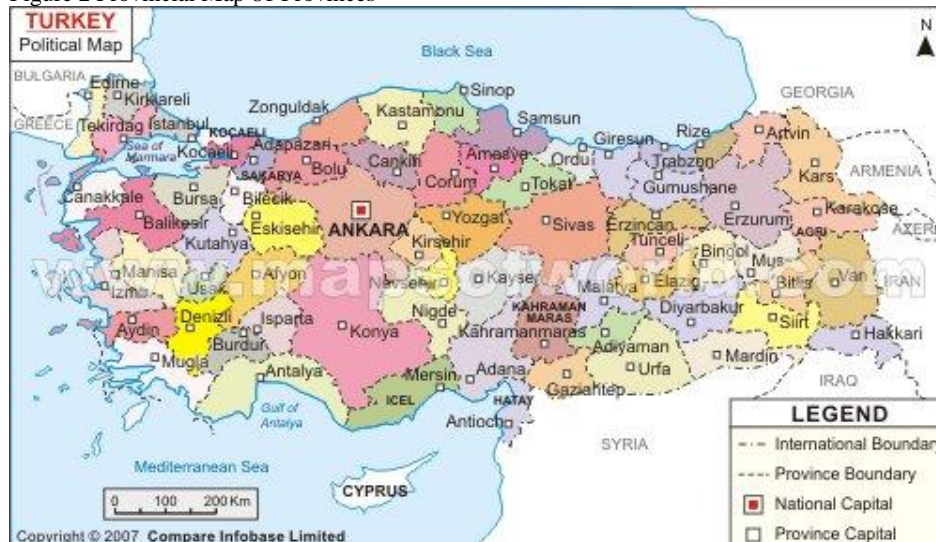 Figure 2 Provincial Map of Provinces
TURKEY
Political Map
N
Black Sea
BULGARIA
GREECE
GEORGIA
ARMENIA
AZER
IRAN
IRAQ
SYRIA
Edirne
Kirklareli
Tekirdag
Istanbul
Sea of
Marmara
KOCAELI
Kocaeli
Adapazari
SAKARYA
Zonguldak
Bolu
Kastamonu
Cankiri
Sinop
Samsun
Corum
Amasya
Ordu
Giresun
Tokat
Trabzon
Rize
Gumushane
Artvin
Kars
Canakkale
Balikesir
Bursa
Bilecik
Kutahya
Eskisehir
ANKARA
Kirsehir
Yozgat
Sivas
Erzincan
Tunceli
Erzurum
Karakose
AGRI
www.mapsofworld.com
Manisa
Izmir
Usak
Afyon
Nevsehir
Kayseri
Malatya
Elazig
Bingol
Mus
Bitlis
Van
Aydin
Denizli
Isparta
Burdur
Konya
Nigde
KAHRAMAN
MARAS
Kahramanmaras
Adiyaman
Diyarbakur
Siirt
Hakkari
Mugla
Antalya
Mersin
ICEL
Adana
Gaziantep
Urfa
Mardin
HATAY
Antioch
Gulf of
Antalya
Mediterranean Sea
CYPRUS
0 100 200 Km
LEGEND
International Boundary
Province Boundary
National Capital
Province Capital
Copyright © 2007 Compare Infobase Limited